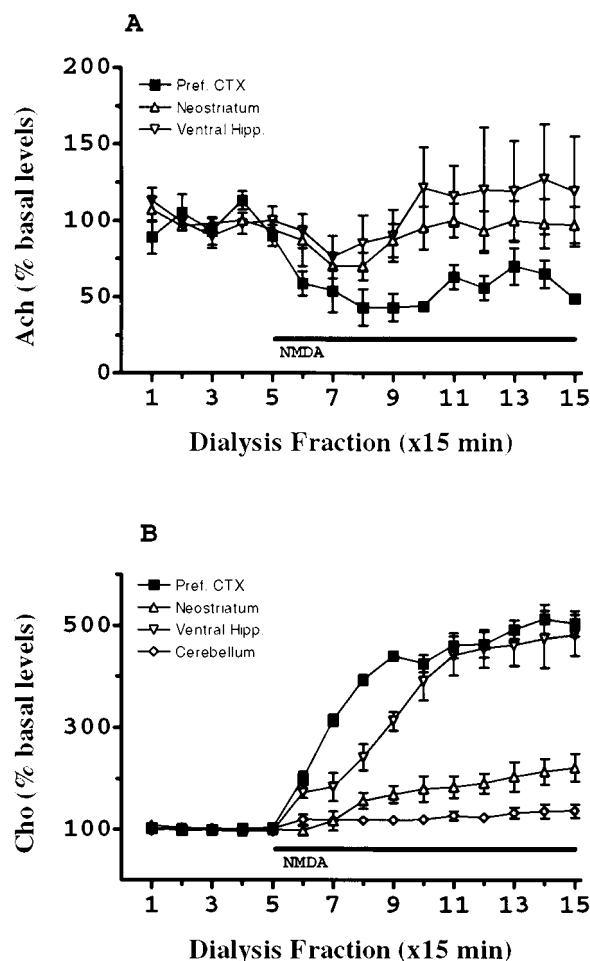 A
Ach (% basal levels)
200
150
100
50
0
Pref. CTX
Neostriatum
Ventral Hipp.
NMDA
1 3 5 7 9 11 13 15
Dialysis Fraction (x15 min)
B
Cho (% basal levels)
500
300
100
Pref. CTX
Neostriatum
Ventral Hipp.
Cerebellum
NMDA
1 3 5 7 9 11 13 15
Dialysis Fraction (x15 min)